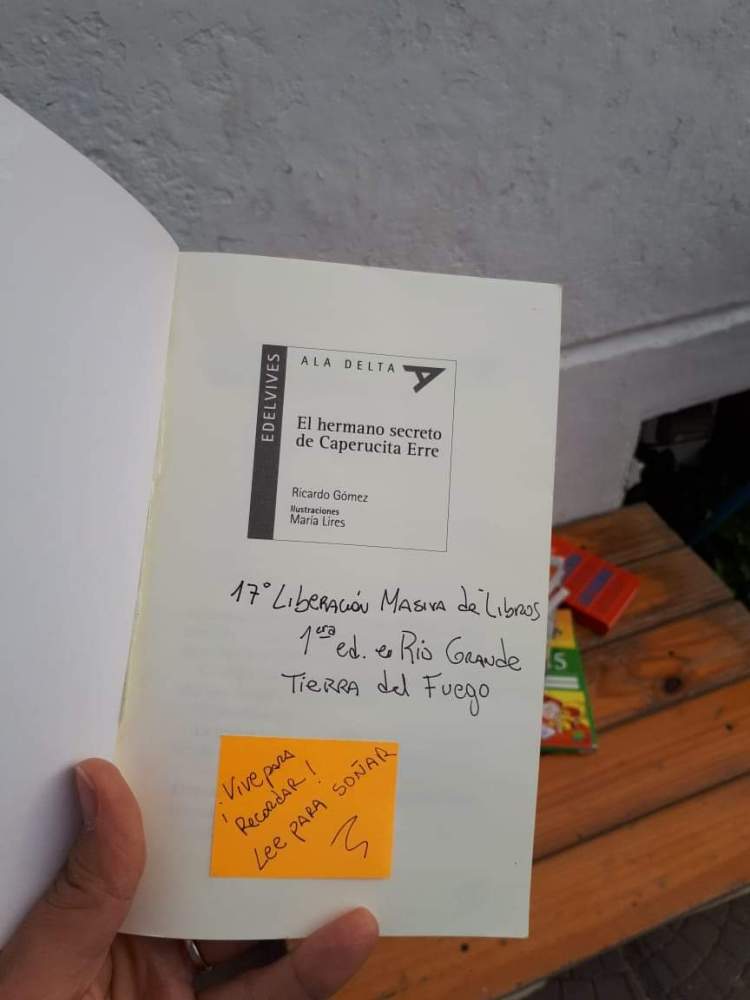 EDELVIVES
ALA DELTA
El hermano secreto
de Caperucita Erre
Ricardo Gómez
Ilustraciones
María Lires
17° Liberación Masiva de Libros
1era ed. en Río Grande
Tierra del Fuego
¡Vive para
Recordar!
Lee para soñar